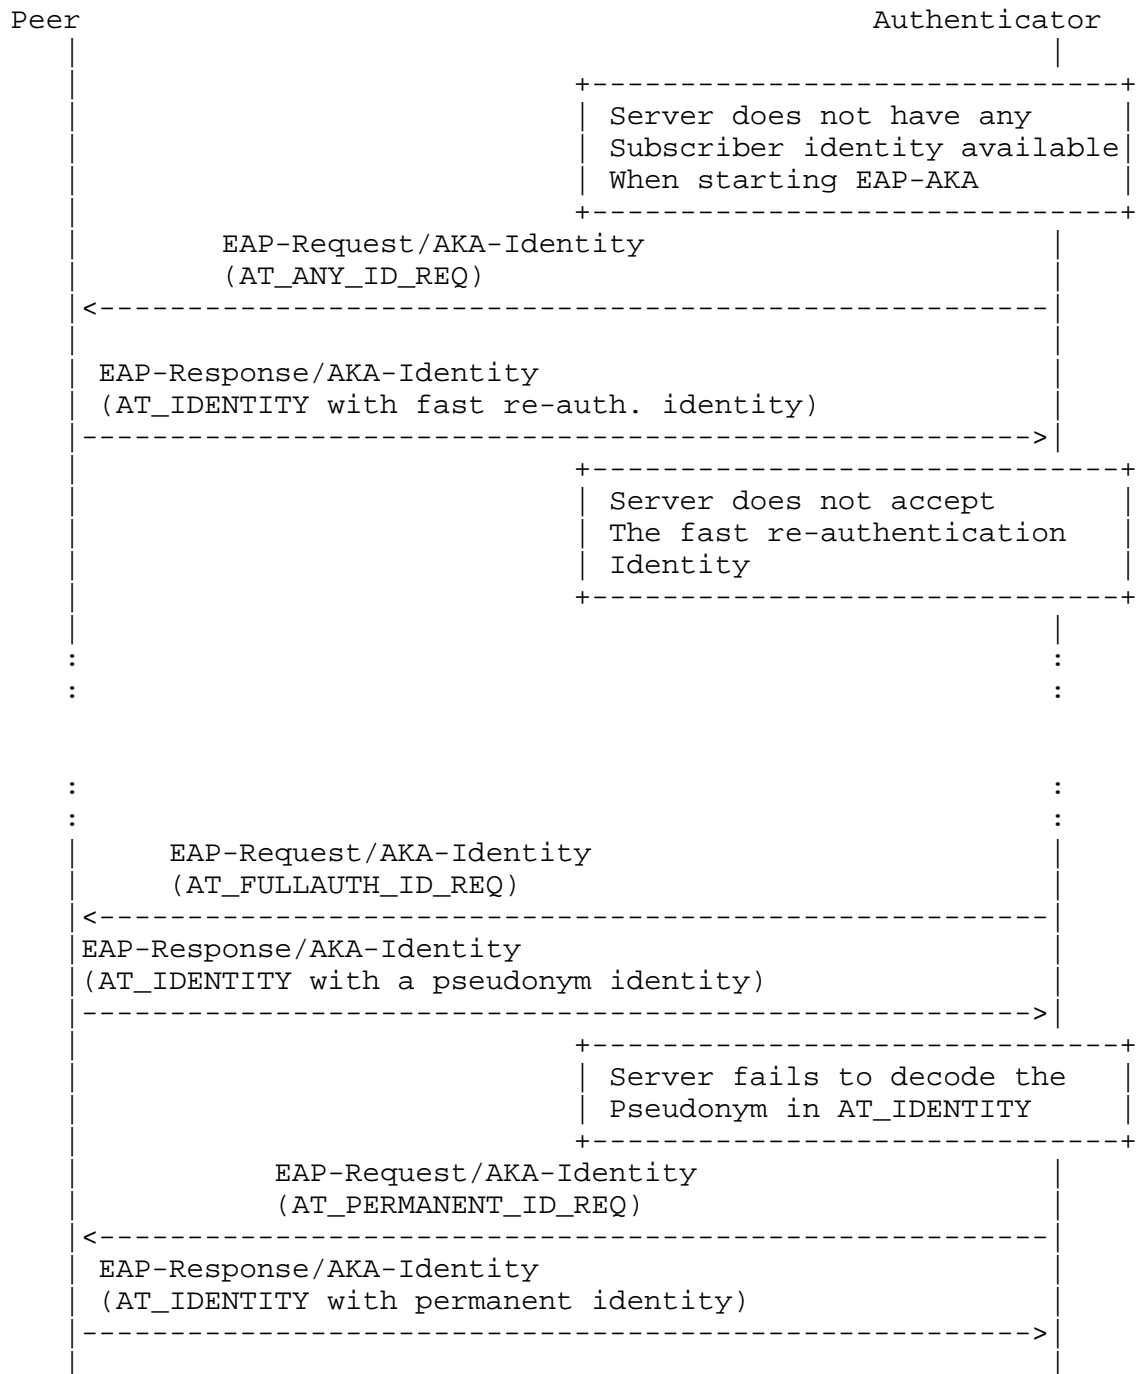 Peer Authenticator
Server does not have any
Subscriber identity available
When starting EAP-AKA
EAP-Request/AKA-Identity
(AT_ANY_ID_REQ)
EAP-Response/AKA-Identity
(AT_IDENTITY with fast re-auth. identity)
Server does not accept
The fast re-authentication
Identity
EAP-Request/AKA-Identity
(AT_FULLAUTH_ID_REQ)
EAP-Response/AKA-Identity
(AT_IDENTITY with a pseudonym identity)
Server fails to decode the
Pseudonym in AT_IDENTITY
EAP-Request/AKA-Identity
(AT_PERMANENT_ID_REQ)
EAP-Response/AKA-Identity
(AT_IDENTITY with permanent identity)